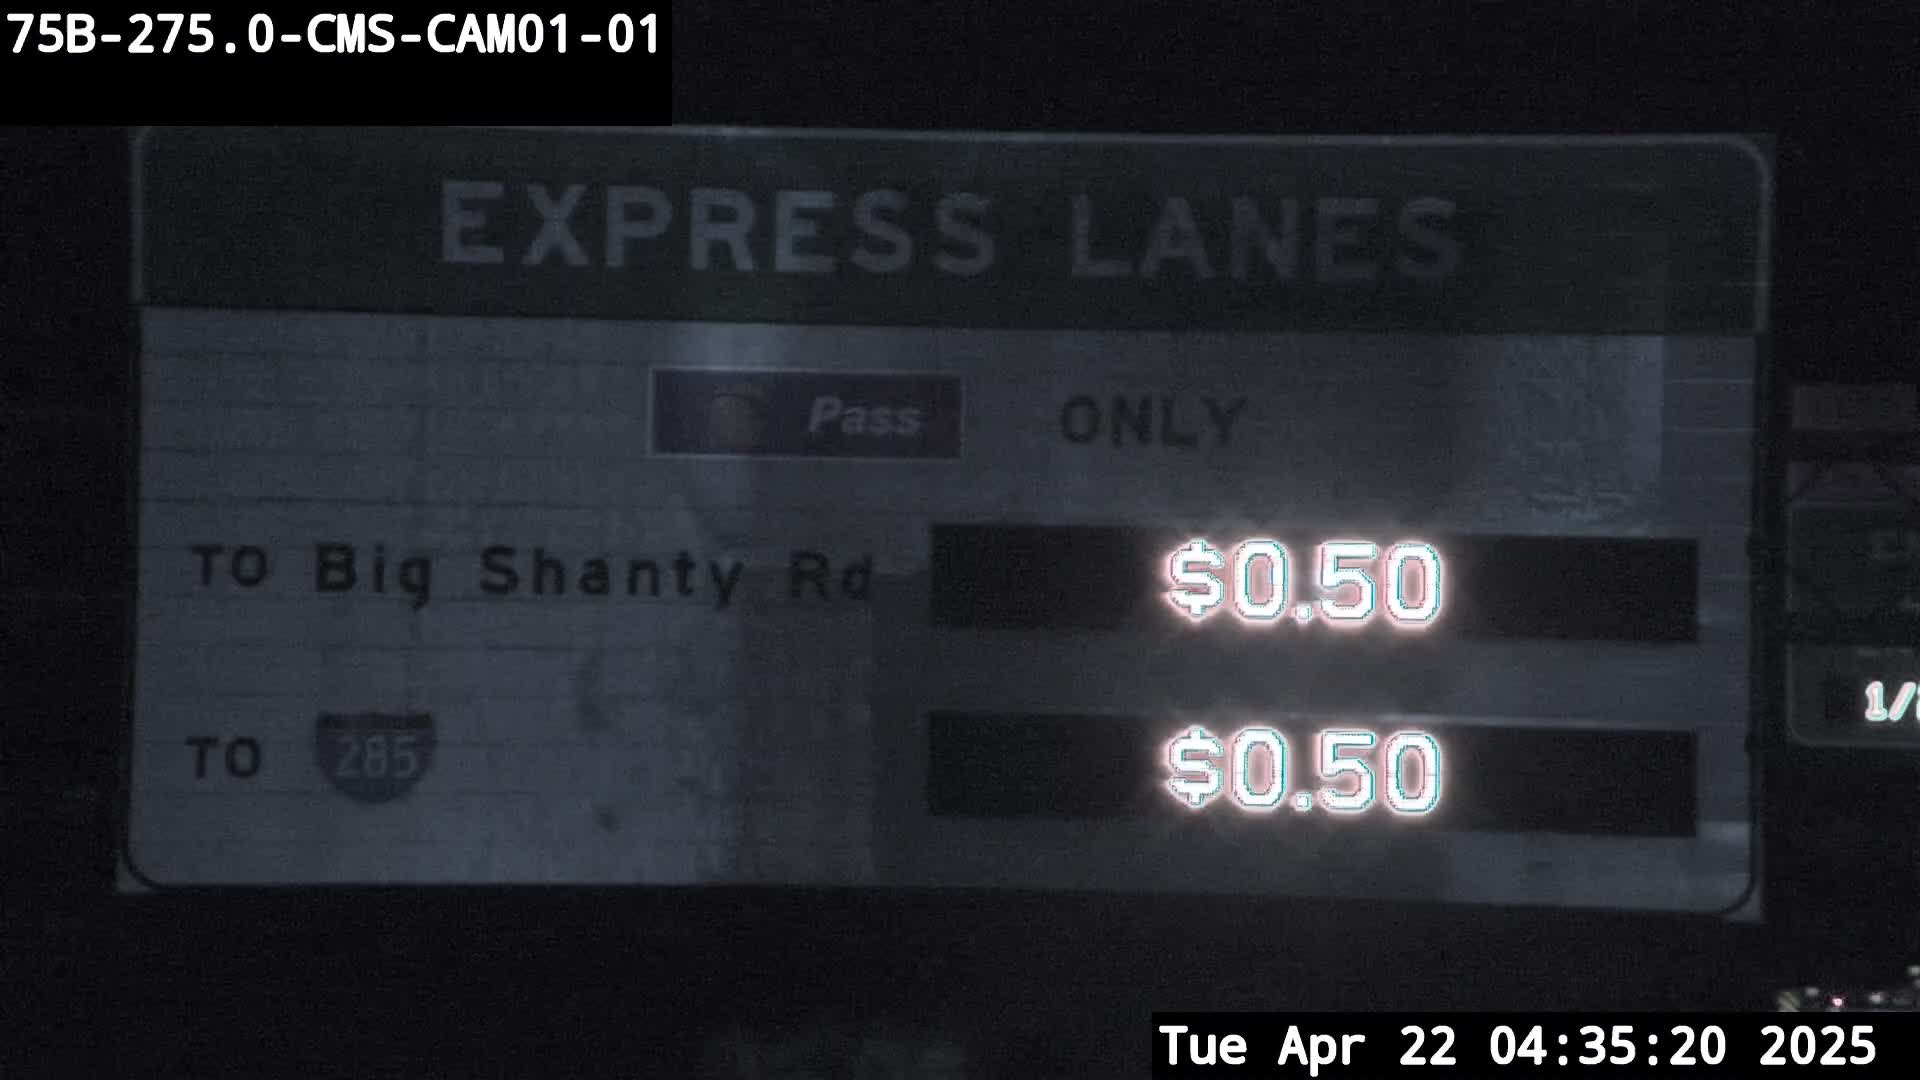 75B-275.0-CMS-CAM01-01
EXPRESS LANES
Pass ONLY
TO Big Shanty Rd $0.50
TO 285 $0.50
1/
Tue Apr 22 04:35:20 2025